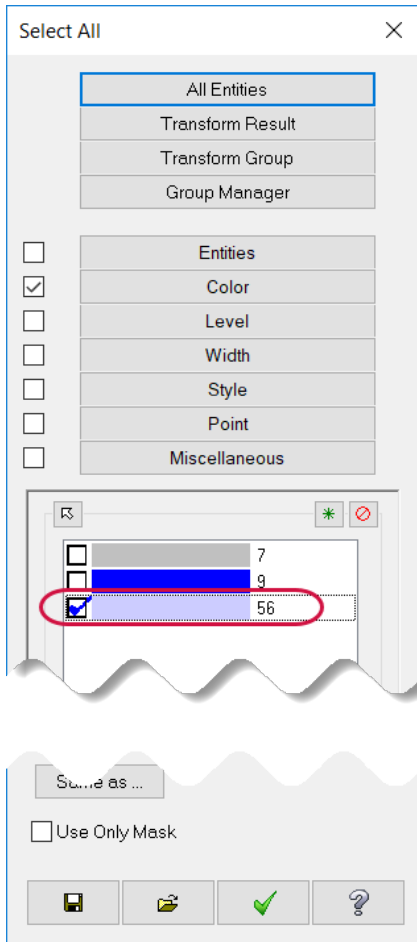 Select All
All Entities
Transform Result
Transform Group
Group Manager
Entities
Color
Level
Width
Style
Point
Miscellaneous
7
9
56
Same as ...
Use Only Mask